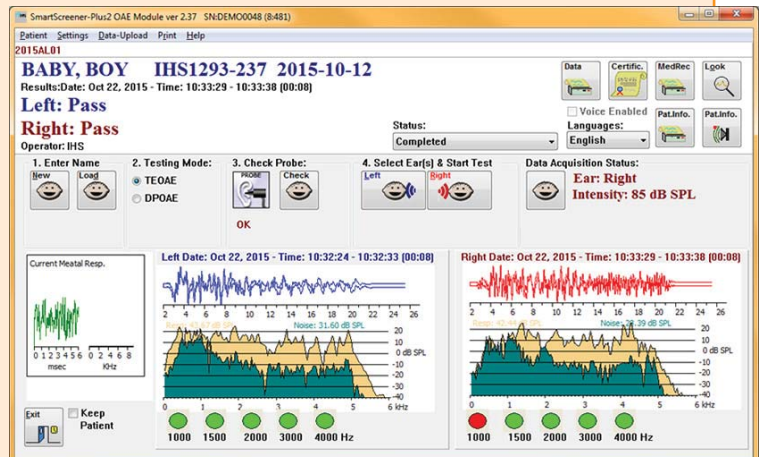 SmartScreener-Plus2 OAE Module ver 2.37 SN:DEMO0048 (8:481)
Patient Settings Data-Upload Print Help
2015AL01
BABY, BOY IHS1293-237 2015-10-12
Results:Date: Oct 22, 2015 - Time: 10:33:29 - 10:33:38 (00:08)
Left: Pass
Right: Pass
Operator: IHS
Status:
Completed
Data Certific. MedRec Look
Voice Enabled
Languages:
English
Pat.Info. Pat.Info.
1. Enter Name
New Load
2. Testing Mode:
TEOAE
DPOAE
3. Check Probe:
PROBE Check
OK
4. Select Ear(s) & Start Test
Left Right
Data Acquisition Status:
Ear: Right
Intensity: 85 dB SPL
Current Meatal Resp.
0 1 2 3 4 5 6 0 2 4 6 8
msec KHz
Exit
Keep Patient
Left Date: Oct 22, 2015 - Time: 10:32:24 - 10:32:33 (00:08)
2 4 6 8 10 12 14 16 18 20 22 24 26
Noise: 31.60 dB SPL
20
10
0 dB SPL
-10
-20
-30
-40
0 1 2 3 4 5 6 kHz
1000 1500 2000 3000 4000 Hz
Right Date: Oct 22, 2015 - Time: 10:33:29 - 10:33:38 (00:08)
2 4 6 8 10 12 14 16 18 20 22 24 26
20
10
0 dB SPL
-10
-20
-30
-40
0 1 2 3 4 5 6 kHz
1000 1500 2000 3000 4000 Hz